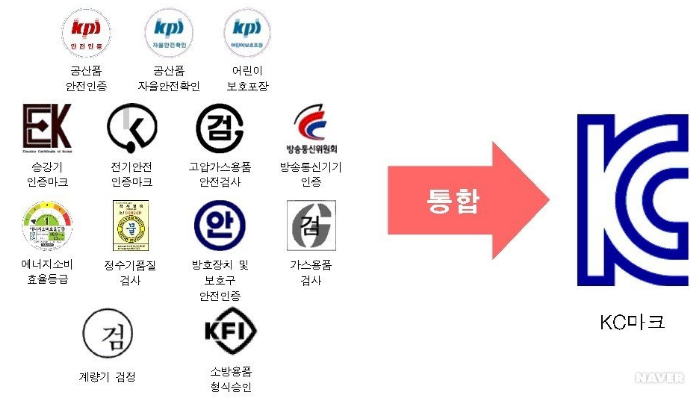 kps
kps
kps
안전인증
자율안전확인
어린이보호포장
공산품
안전인증
공산품
자율안전확인
어린이
보호포장
EK
검
방송통신위원회
승강기
인증마크
전기안전
인증마크
고압가스용품
안전검사
방송통신기기
인증
물
안
검
에너지소비
효율등급
정수기품질
검사
방호장치 및
보호구
안전인증
가스용품
검사
검
KFI
계량기 검정
소방용품
형식승인
통합
KC
KC마크
NAVER